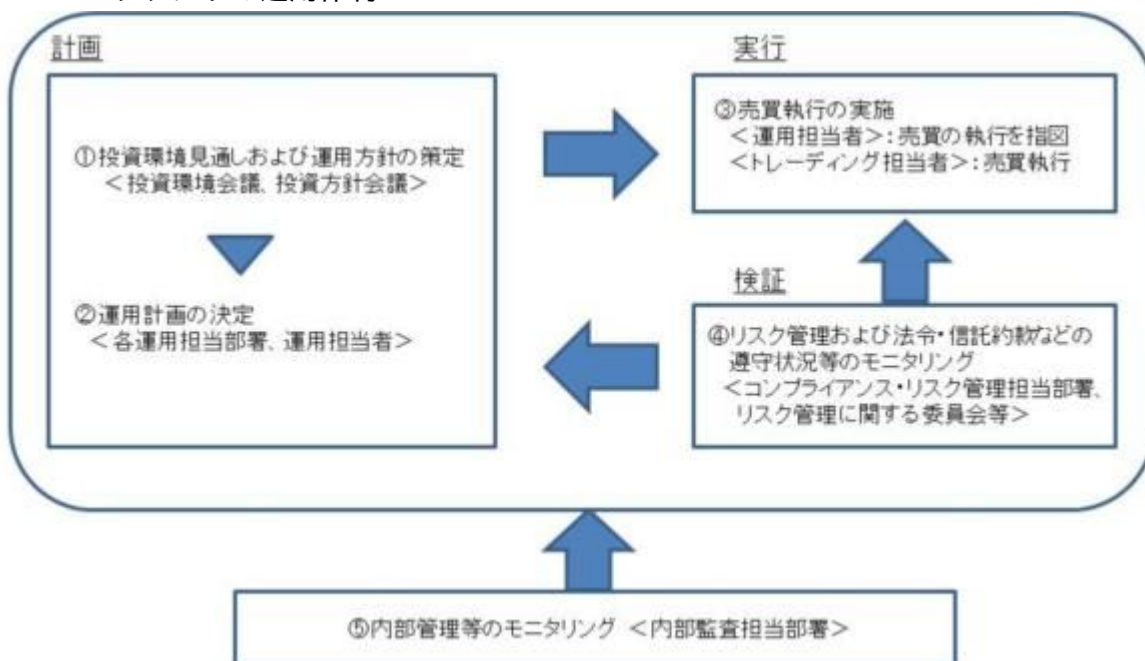 計画
①投資環境見通しおよび運用方針の策定
＜投資環境会議、投資方針会議＞
②運用計画の決定
＜各運用担当部署、運用担当者＞
実行
③売買執行の実施
＜運用担当者＞：売買の執行を指図
＜トレーディング担当者＞：売買執行
検証
④リスク管理および法令・信託約款などの
遵守状況等のモニタリング
＜コンプライアンス・リスク管理担当部署、
リスク管理に関する委員会等＞
⑤内部管理等のモニタリング ＜内部監査担当部署＞